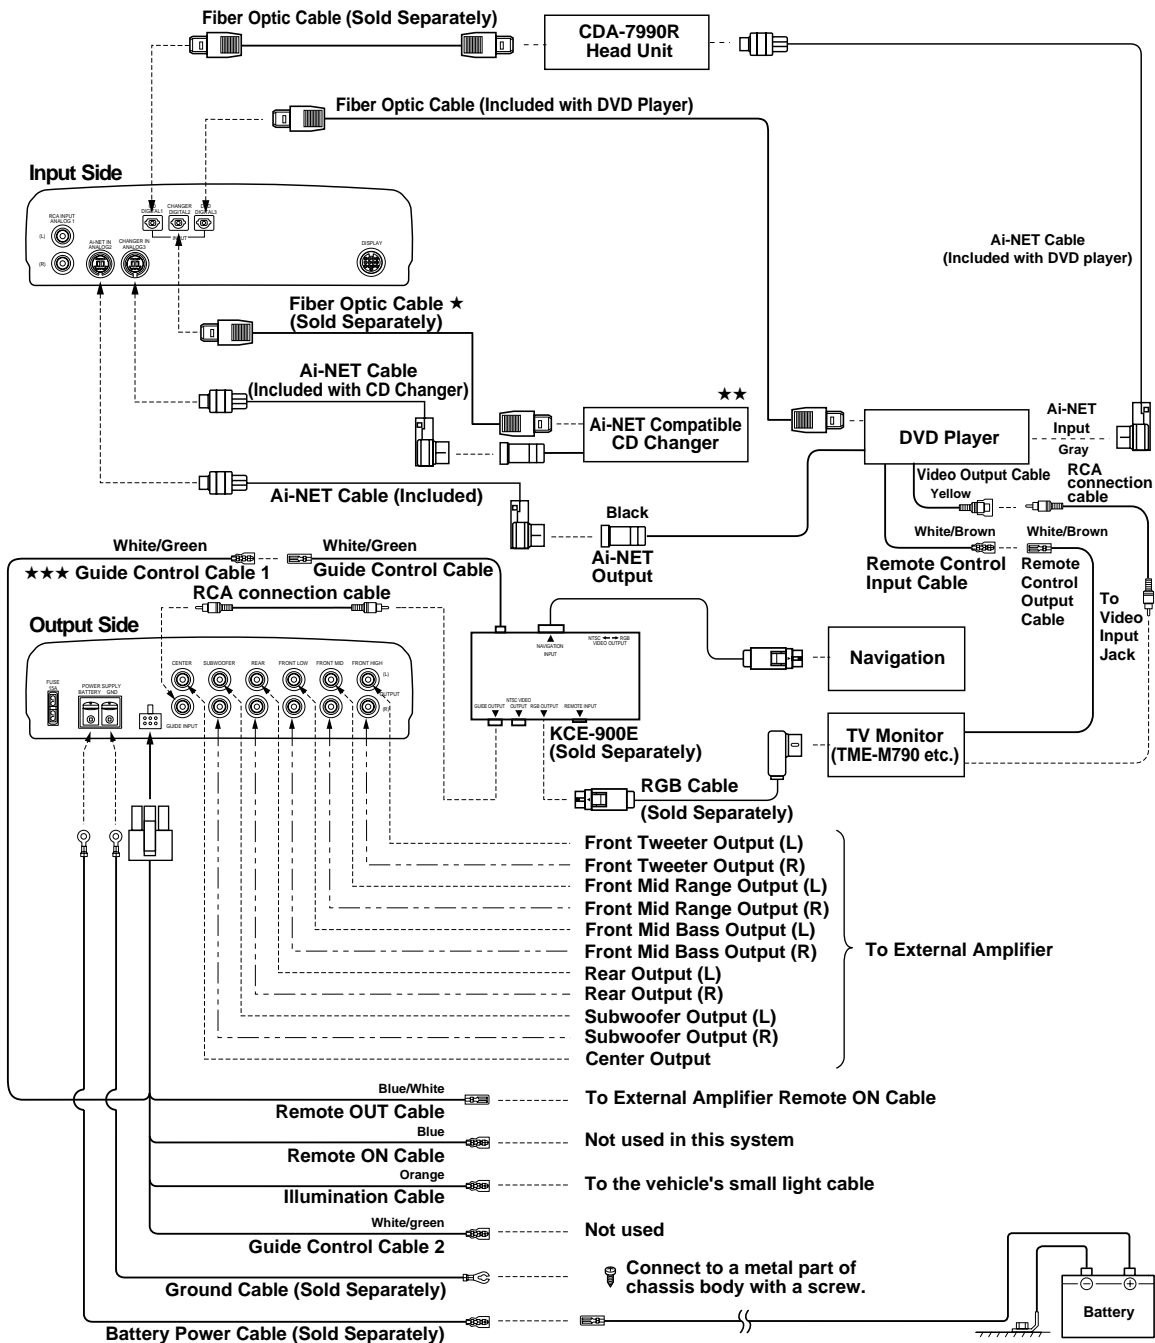 Fiber Optic Cable (Sold Separately)
CDA-7990R
Head Unit
Fiber Optic Cable (Included with DVD Player)
Input Side
RCA INPUT
ANALOG 1
(L)
(R)
Ai-NET IN
ANALOG2
CHANGER IN
ANALOG3
DIGITAL1
CHANGER
DIGITAL2
DIGITAL3
INPUT
DISPLAY
Ai-NET Cable
(Included with DVD player)
Fiber Optic Cable ★
(Sold Separately)
Ai-NET Cable
(Included with CD Changer)
★★
Ai-NET Compatible
CD Changer
DVD Player
Ai-NET
Input
Gray
Ai-NET Cable (Included)
Black
Ai-NET
Output
Video Output Cable
Yellow
RCA
connection
cable
White/Brown
White/Brown
Remote Control
Input Cable
Remote
Control
Output
Cable
To
Video
Input
Jack
White/Green
White/Green
★★★ Guide Control Cable 1
Guide Control Cable
RCA connection cable
Output Side
FUSE
15A
POWER SUPPLY
BATTERY GND
CENTER
SUBWOOFER
REAR
FRONT LOW
FRONT MID
FRONT HIGH
(L)
OUTPUT
(R)
GUIDE INPUT
NAVIGATION
INPUT
NTSC ↔ RGB
VIDEO OUTPUT
GUIDE OUTPUT
NTSC VIDEO
OUTPUT
RGB OUTPUT
REMOTE INPUT
KCE-900E
(Sold Separately)
Navigation
TV Monitor
(TME-M790 etc.)
RGB Cable
(Sold Separately)
Front Tweeter Output (L)
Front Tweeter Output (R)
Front Mid Range Output (L)
Front Mid Range Output (R)
Front Mid Bass Output (L)
Front Mid Bass Output (R)
Rear Output (L)
Rear Output (R)
Subwoofer Output (L)
Subwoofer Output (R)
Center Output
To External Amplifier
Blue/White
Remote OUT Cable
To External Amplifier Remote ON Cable
Blue
Remote ON Cable
Not used in this system
Orange
Illumination Cable
To the vehicle's small light cable
White/green
Guide Control Cable 2
Not used
Ground Cable (Sold Separately)
Connect to a metal part of
chassis body with a screw.
Battery Power Cable (Sold Separately)
Battery